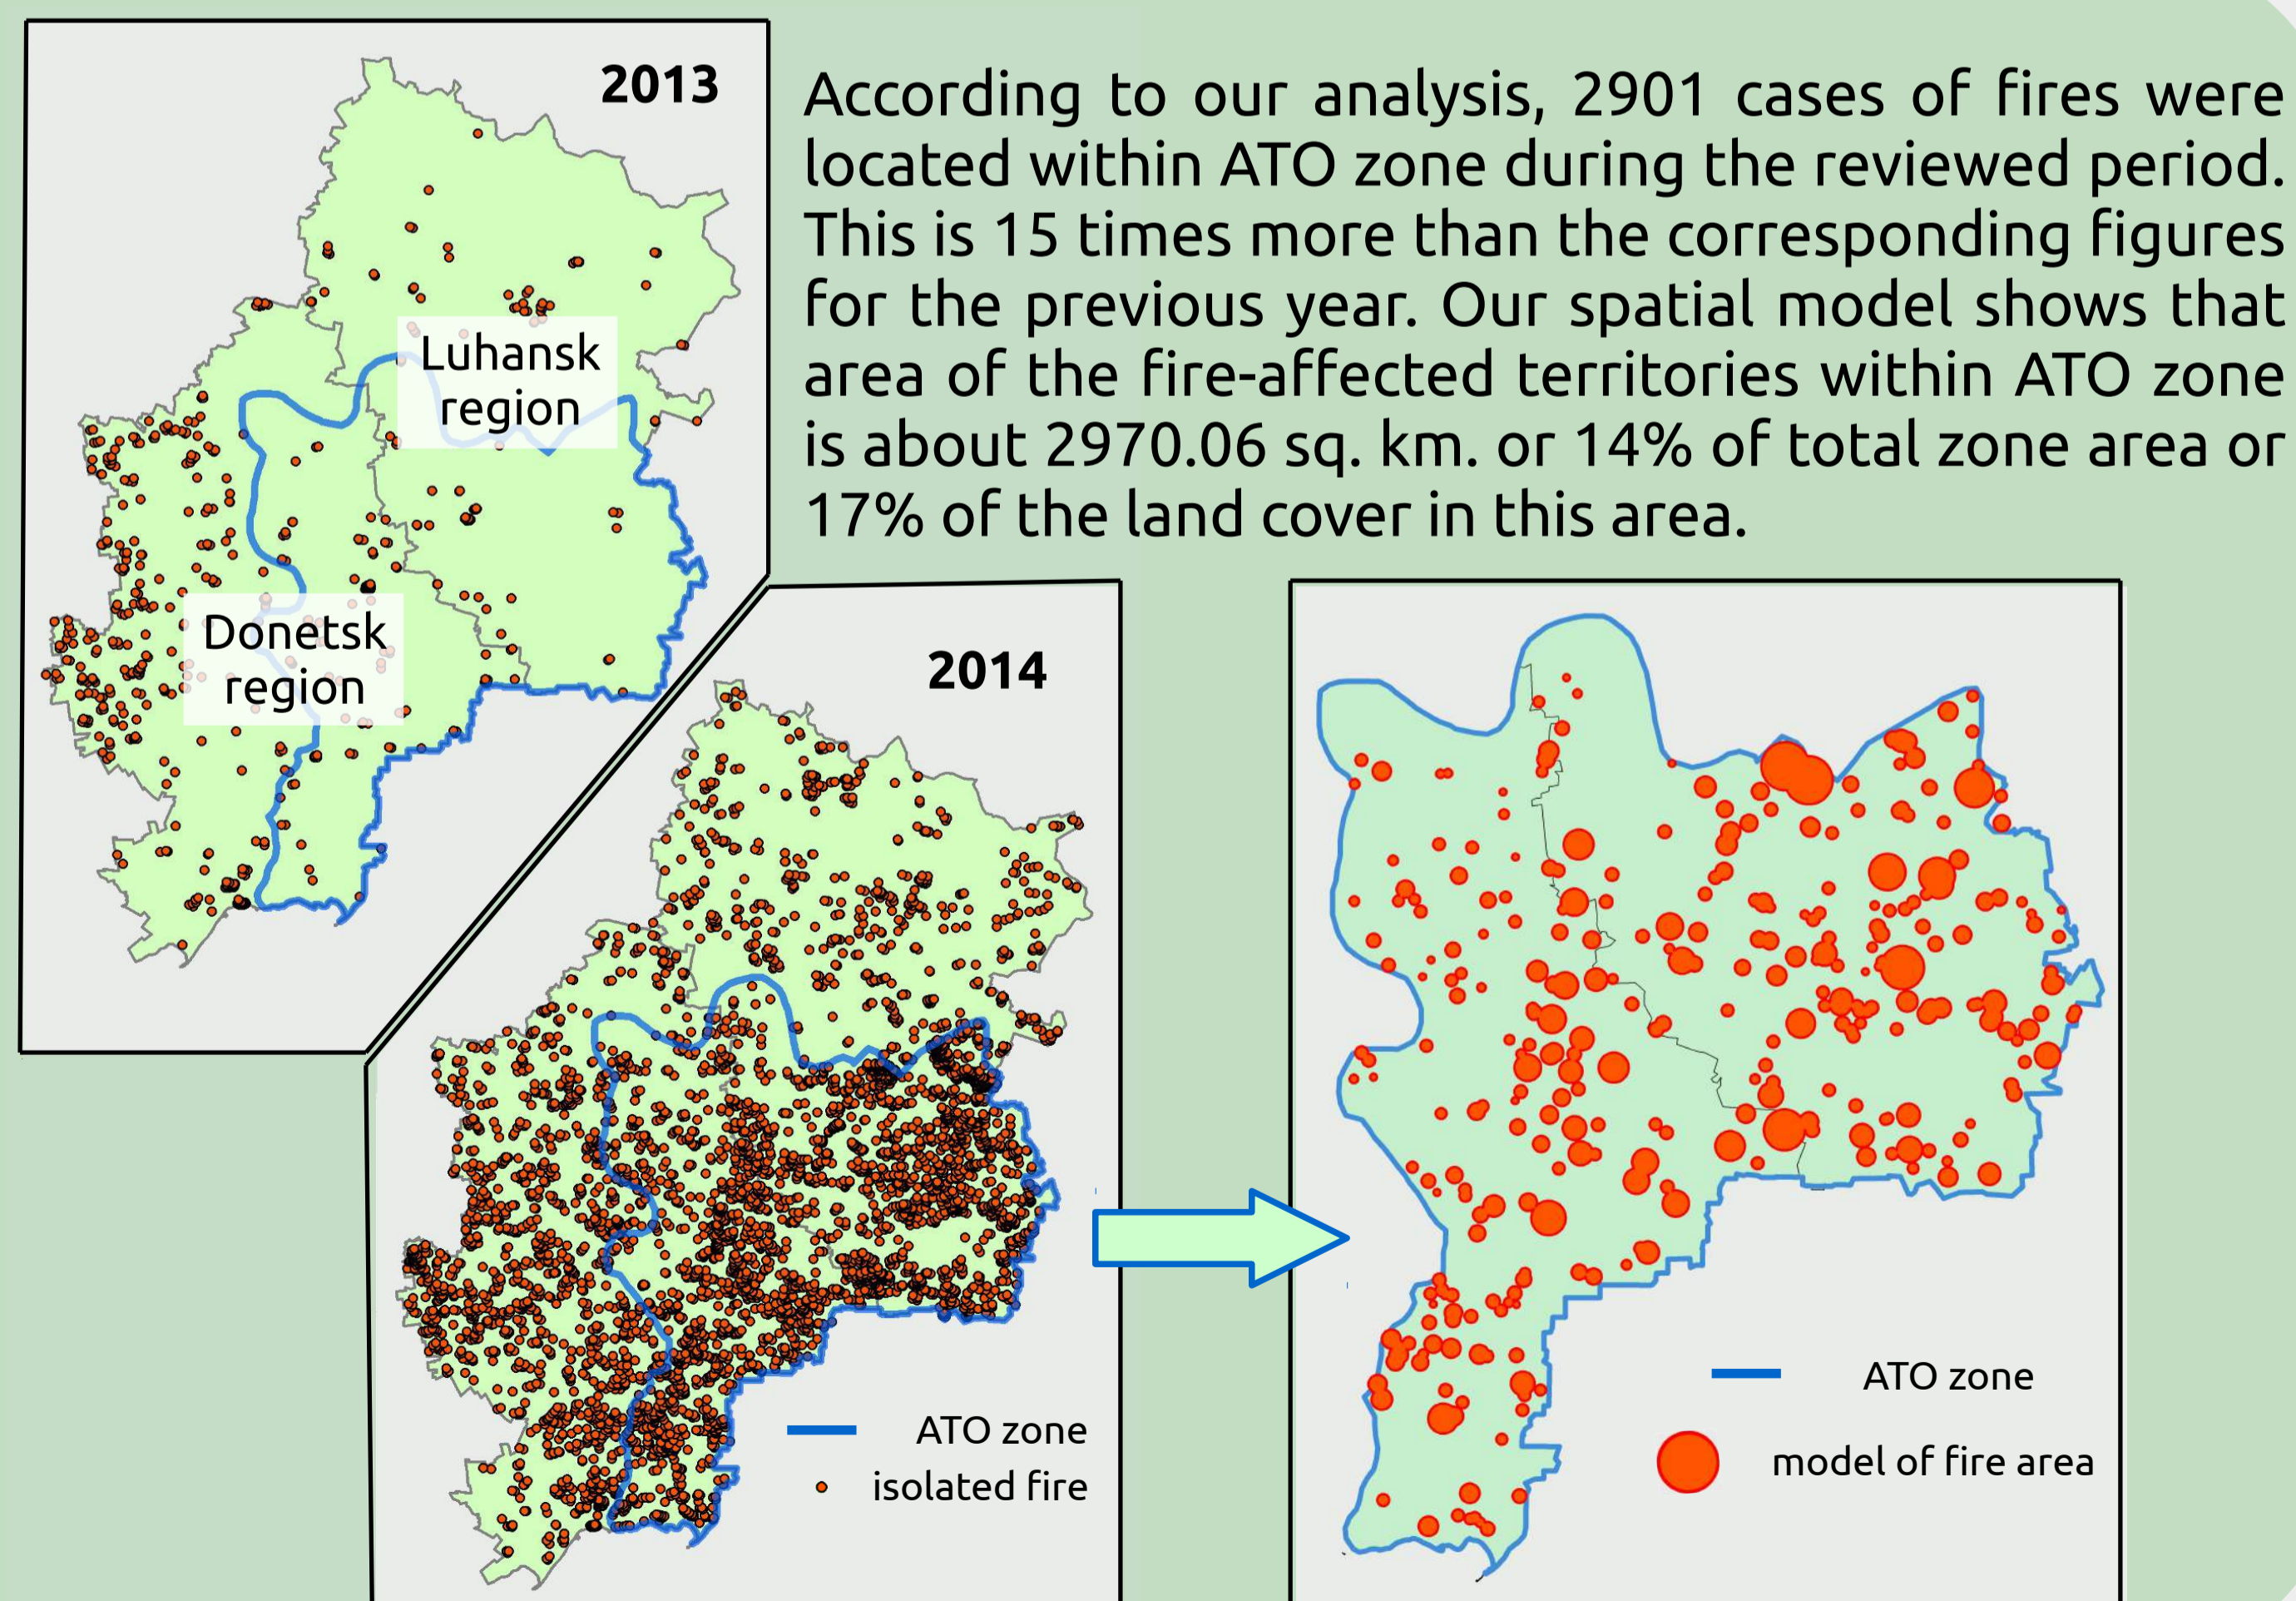 2013
According to our analysis, 2901 cases of fires were
located within ATO zone during the reviewed period.
This is 15 times more than the corresponding figures
for the previous year. Our spatial model shows that
area of the fire-affected territories within ATO zone
is about 2970.06 sq. km. or 14% of total zone area or
17% of the land cover in this area.
Luhansk
region
Donetsk
region
2014
ATO zone
isolated fire
ATO zone
model of fire area